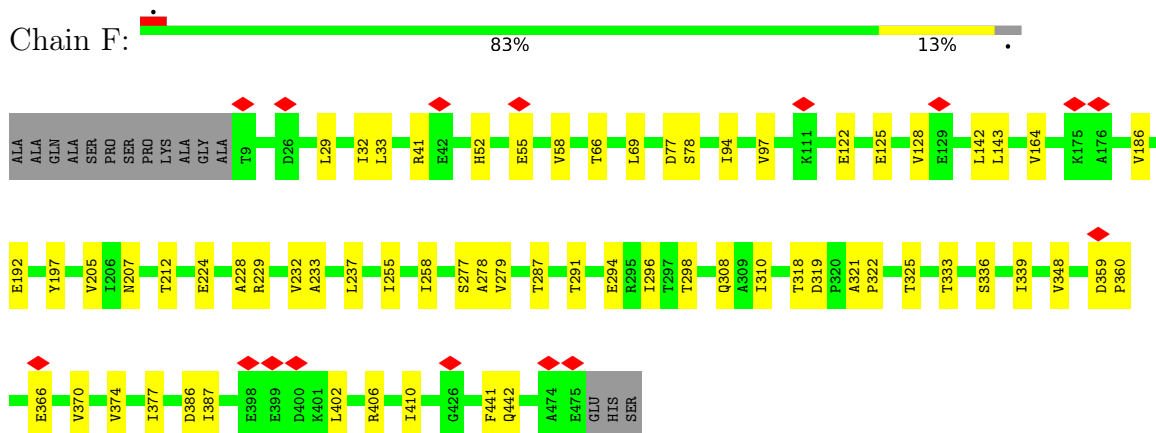 Chain F:
83% 13%
ALA ALA GLN ALA SER PRO SER PRO LYS ALA GLY ALA T9 D26 L29 I32 L33 R41 E42 H52 E55 V58 T66 L69 D77 S78 I94 V97 K111 E122 E125 V128 E129 L142 L143 V164 K175 A176 V186
E192 Y197 V205 I206 N207 T212 E224 A228 R229 V232 A233 L237 I255 I258 S277 A278 V279 T287 T291 E294 R295 I296 T297 T298 Q308 A309 I310 T318 D319 P320 A321 P322 T325 T333 S336 I339 V348 D359 P360
E366 V370 V374 I377 D386 I387 E398 E399 D400 K401 L402 R406 I410 G426 F441 Q442 A474 E475 GLU HIS SER